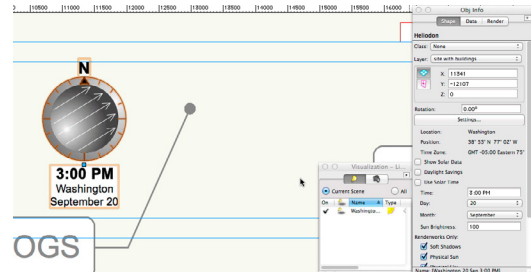 10500 11000 11500 12000 12500 13000 13500 14000 14500 15000 15500 16000
N
3:00 PM
Washington
September 20
OGS
Obj Info
Shape Data Render
Heliodon
Class: None
Layer: site with buildings
X: 11341
Y: -12107
Z: 0
Rotation: 0.00°
Settings...
Location: Washington
Position: 38° 53' N 77° 02' W
Time Zone: GMT -05:00 Eastern 75°
Show Solar Data
Daylight Savings
Use Solar Time
Time: 3:00 PM
Day: 20
Month: September
Sun Brightness: 100
Renderworks Only:
Soft Shadows
Physical Sun
Name: [Washington 20 Sep 3:00 PM]
Visualization - Li...
Current Scene All
On Name Type
Washingto...